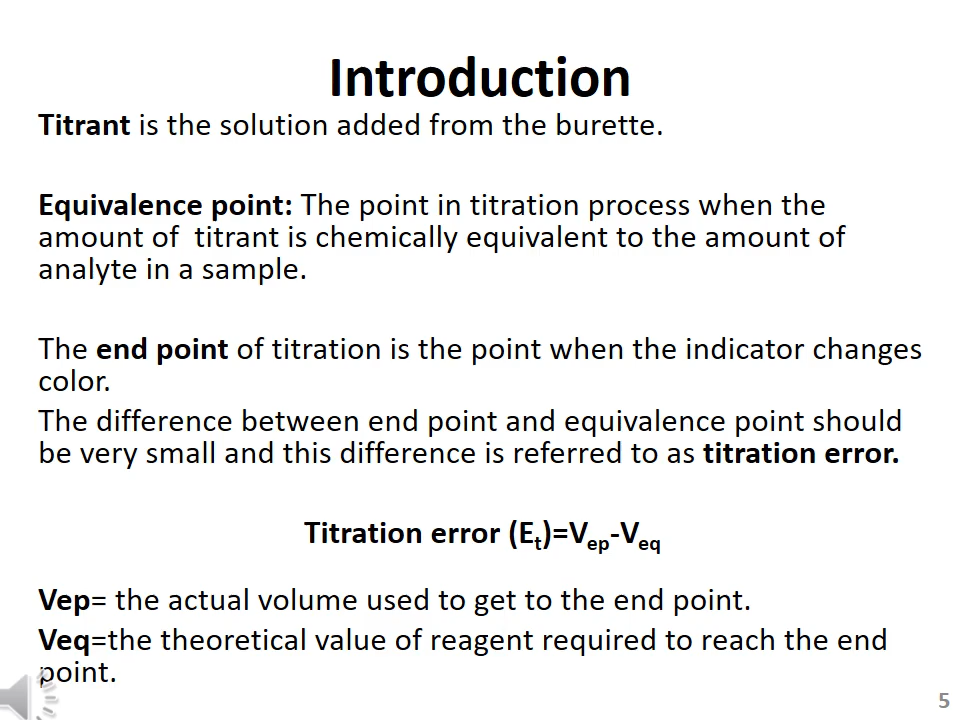 Introduction
Titrant is the solution added from the burette.
Equivalence point: The point in titration process when the
amount of  titrant is chemically equivalent to the amount of
analyte in a sample.
The end point of titration is the point when the indicator changes
color.
The difference between end point and equivalence point should
be very small and this difference is referred to as titration error.
Titration error (Et)=Vep-Veq
Vep= the actual volume used to get to the end point.
Veq=the theoretical value of reagent required to reach the end
point.
5